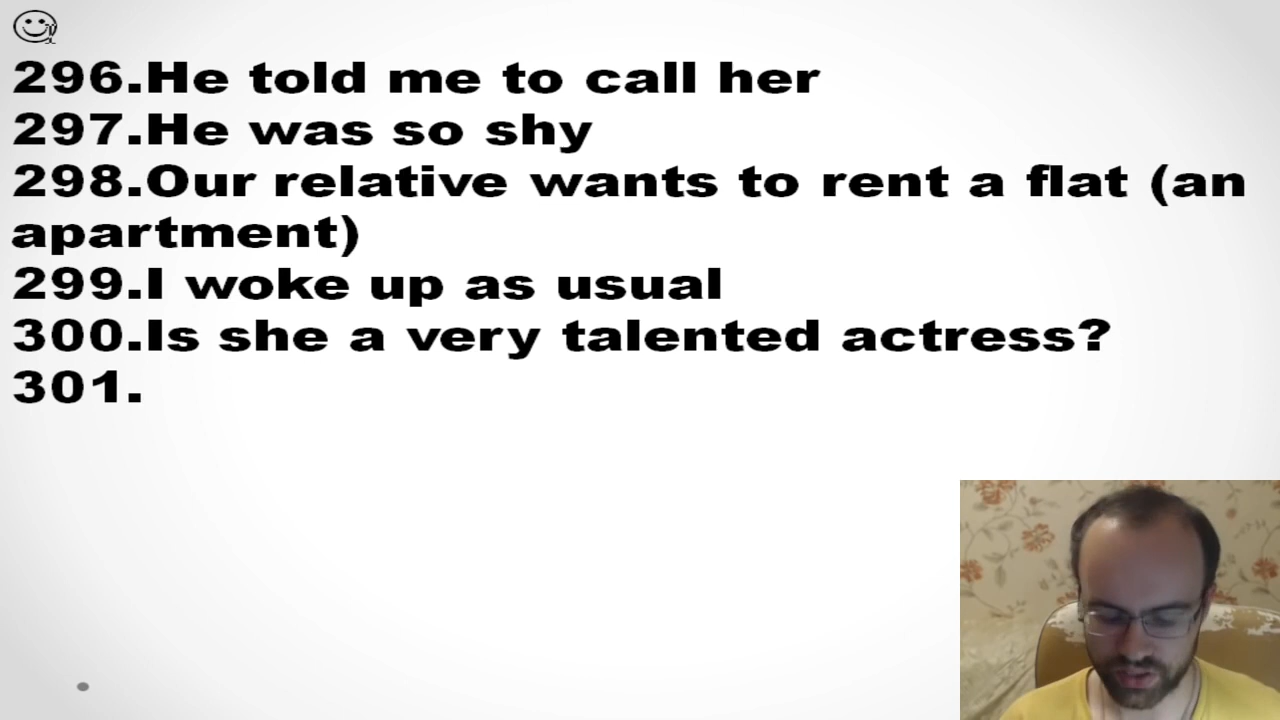 296.He told me to call her
297.He was so shy
298.Our relative wants to rent a flat (an
apartment)
299.I woke up as usual
300.Is she a very talented actress?
301.